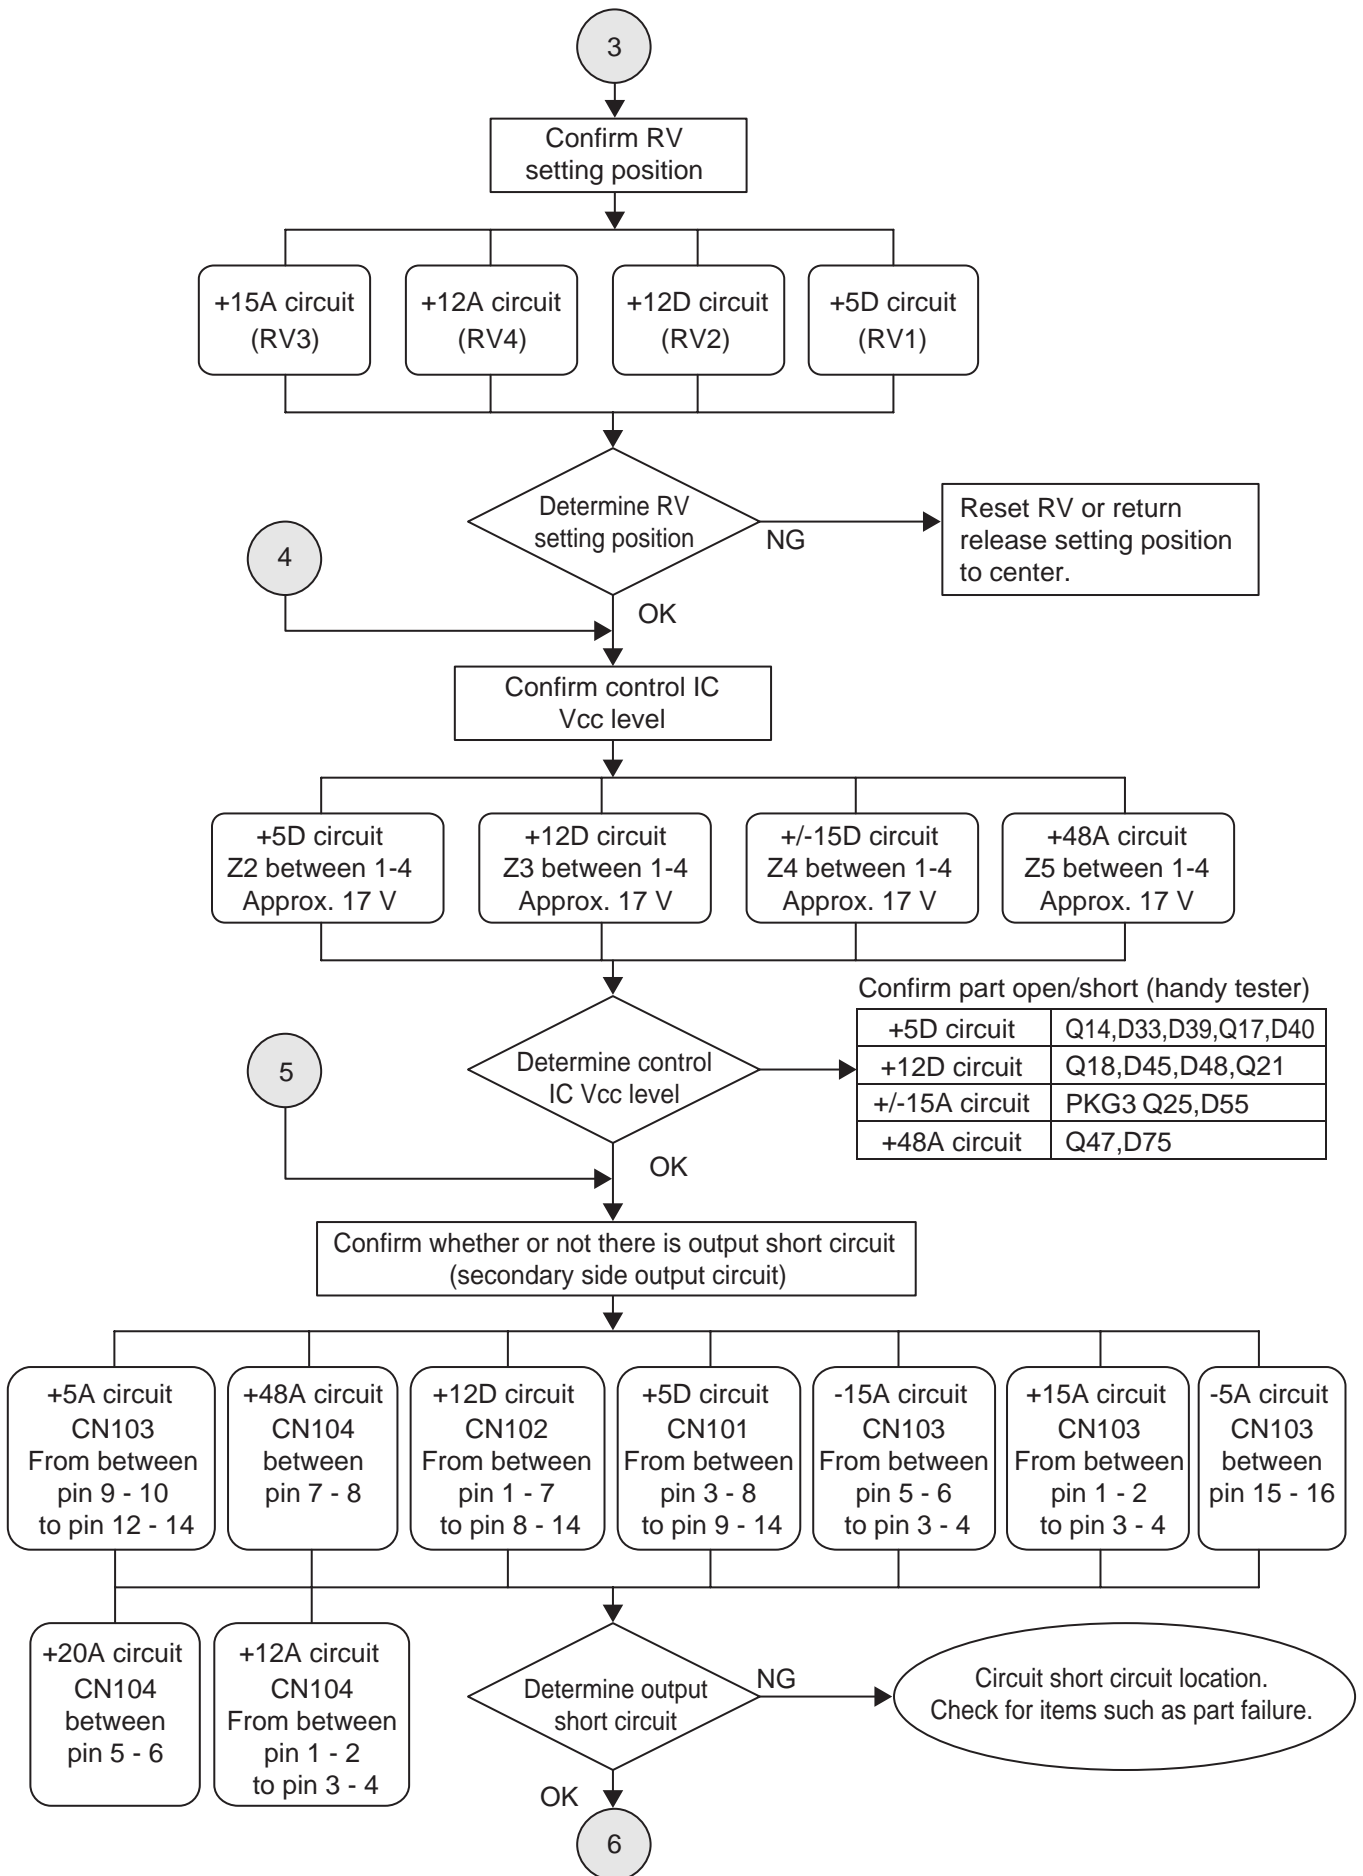 3
Confirm RV
setting position
+15A circuit
(RV3)
+12A circuit
(RV4)
+12D circuit
(RV2)
+5D circuit
(RV1)
Determine RV
setting position
NG
Reset RV or return
release setting position
to center.
4
OK
Confirm control IC
Vcc level
+5D circuit
Z2 between 1-4
Approx. 17 V
+12D circuit
Z3 between 1-4
Approx. 17 V
+/-15D circuit
Z4 between 1-4
Approx. 17 V
+48A circuit
Z5 between 1-4
Approx. 17 V
Determine control
IC Vcc level
Confirm part open/short (handy tester)
+5D circuit Q14,D33,D39,Q17,D40
+12D circuit Q18,D45,D48,Q21
+/-15A circuit PKG3 Q25,D55
+48A circuit Q47,D75
5
OK
Confirm whether or not there is output short circuit
(secondary side output circuit)
+5A circuit
CN103
From between
pin 9 - 10
to pin 12 - 14
+48A circuit
CN104
between
pin 7 - 8
+12D circuit
CN102
From between
pin 1 - 7
to pin 8 - 14
+5D circuit
CN101
From between
pin 3 - 8
to pin 9 - 14
-15A circuit
CN103
From between
pin 5 - 6
to pin 3 - 4
+15A circuit
CN103
From between
pin 1 - 2
to pin 3 - 4
-5A circuit
CN103
between
pin 15 - 16
+20A circuit
CN104
between
pin 5 - 6
+12A circuit
CN104
From between
pin 1 - 2
to pin 3 - 4
Determine output
short circuit
NG
Circuit short circuit location.
Check for items such as part failure.
OK
6